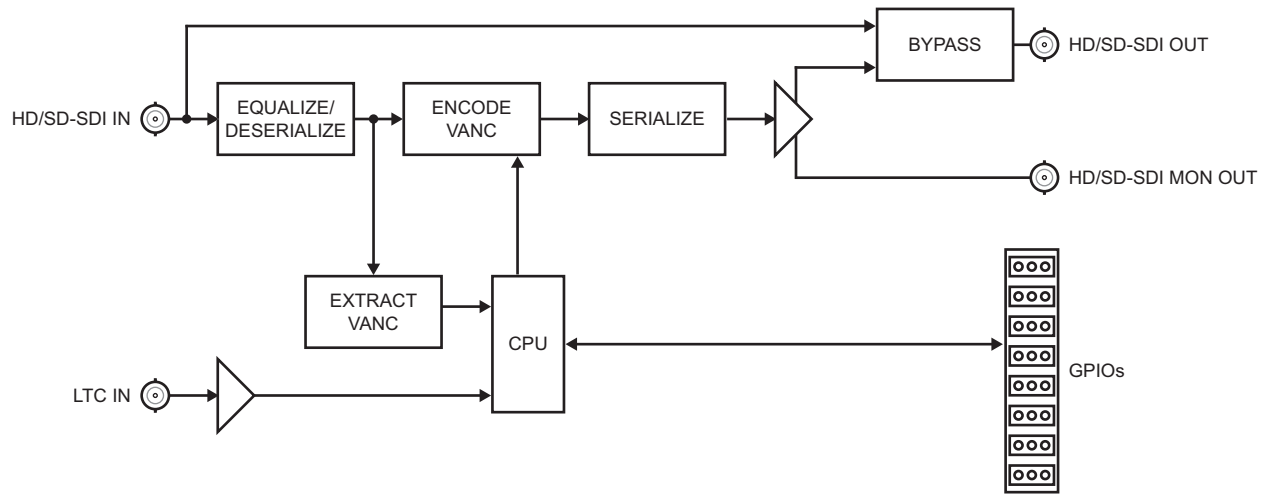 BYPASS
HD/SD-SDI OUT
HD/SD-SDI IN
EQUALIZE/
DESERIALIZE
ENCODE
VANC
SERIALIZE
HD/SD-SDI MON OUT
EXTRACT
VANC
CPU
GPIOs
LTC IN